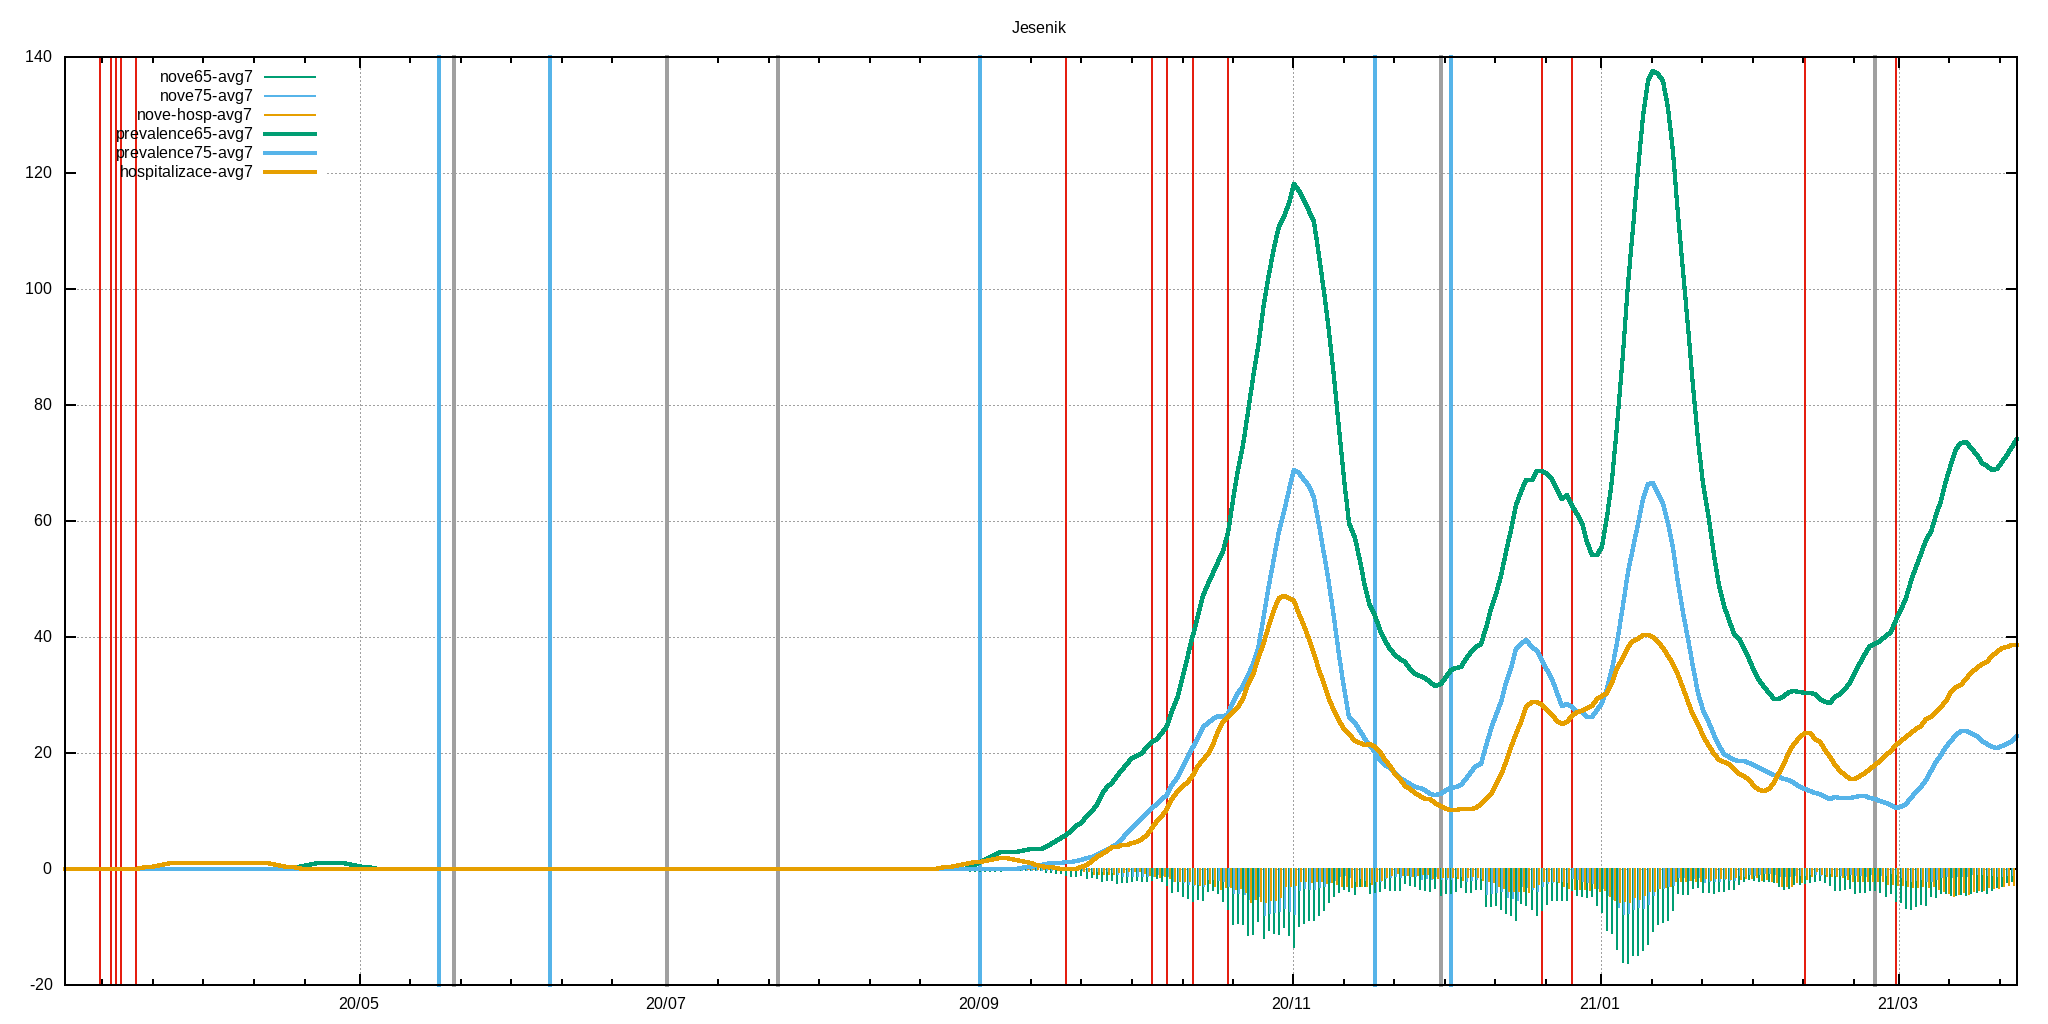 Jesenik
140
120
100
80
60
40
20
0
-20
nove65-avg7
nove75-avg7
nove-hosp-avg7
prevalence65-avg7
prevalence75-avg7
hospitalizace-avg7
20/05 20/07 20/09 20/11 21/01 21/03